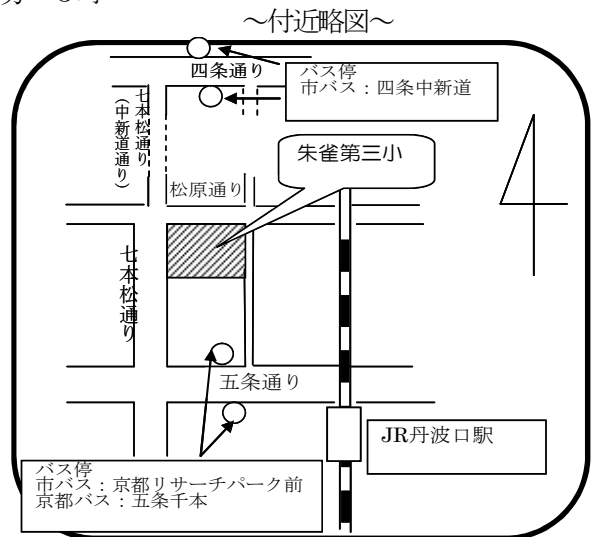 ～付近略図～
四条通り
バス停
市バス：四条中新道
七本松通り
（中新道通り）
朱雀第三小
松原通り
七本松通り
五条通り
JR丹波口駅
バス停
市バス：京都リサーチパーク前
京都バス：五条千本